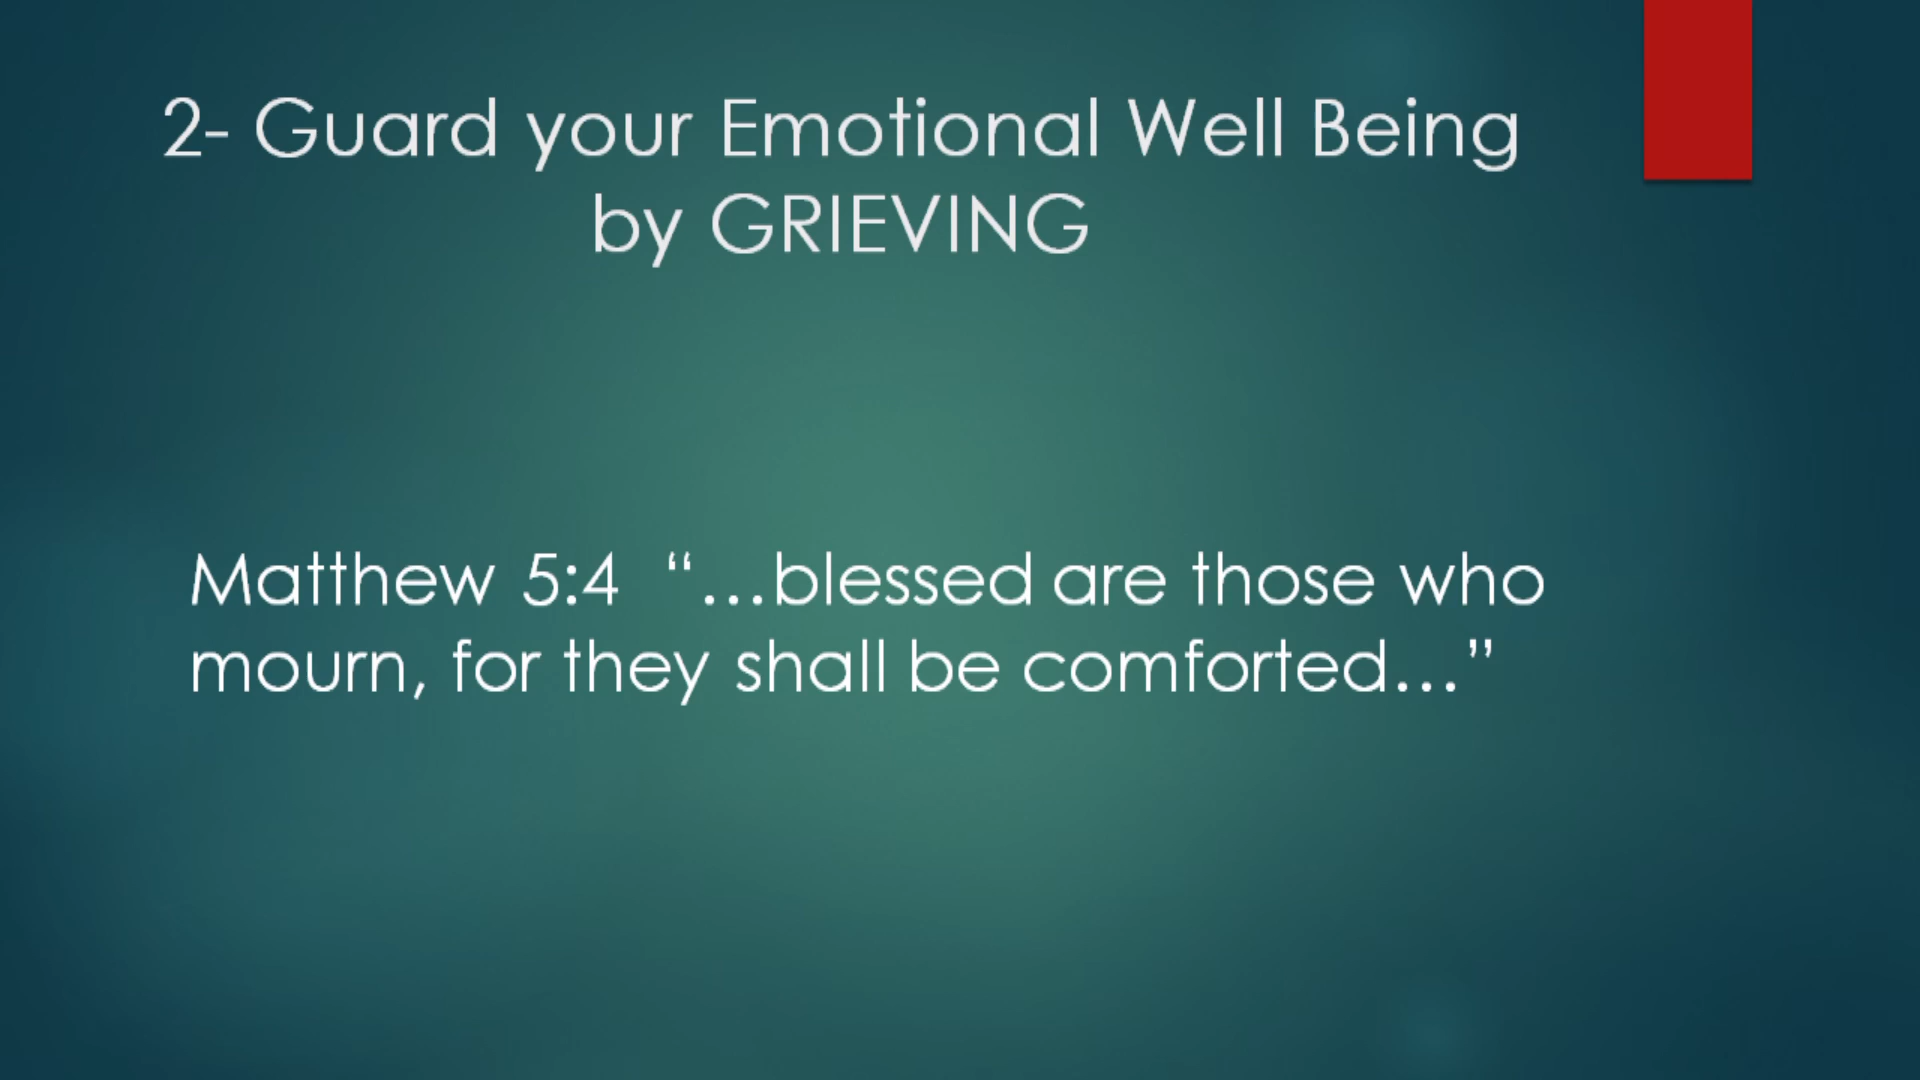 2- Guard your Emotional Well Being
by GRIEVING
Matthew 5:4  “…blessed are those who
mourn, for they shall be comforted…”